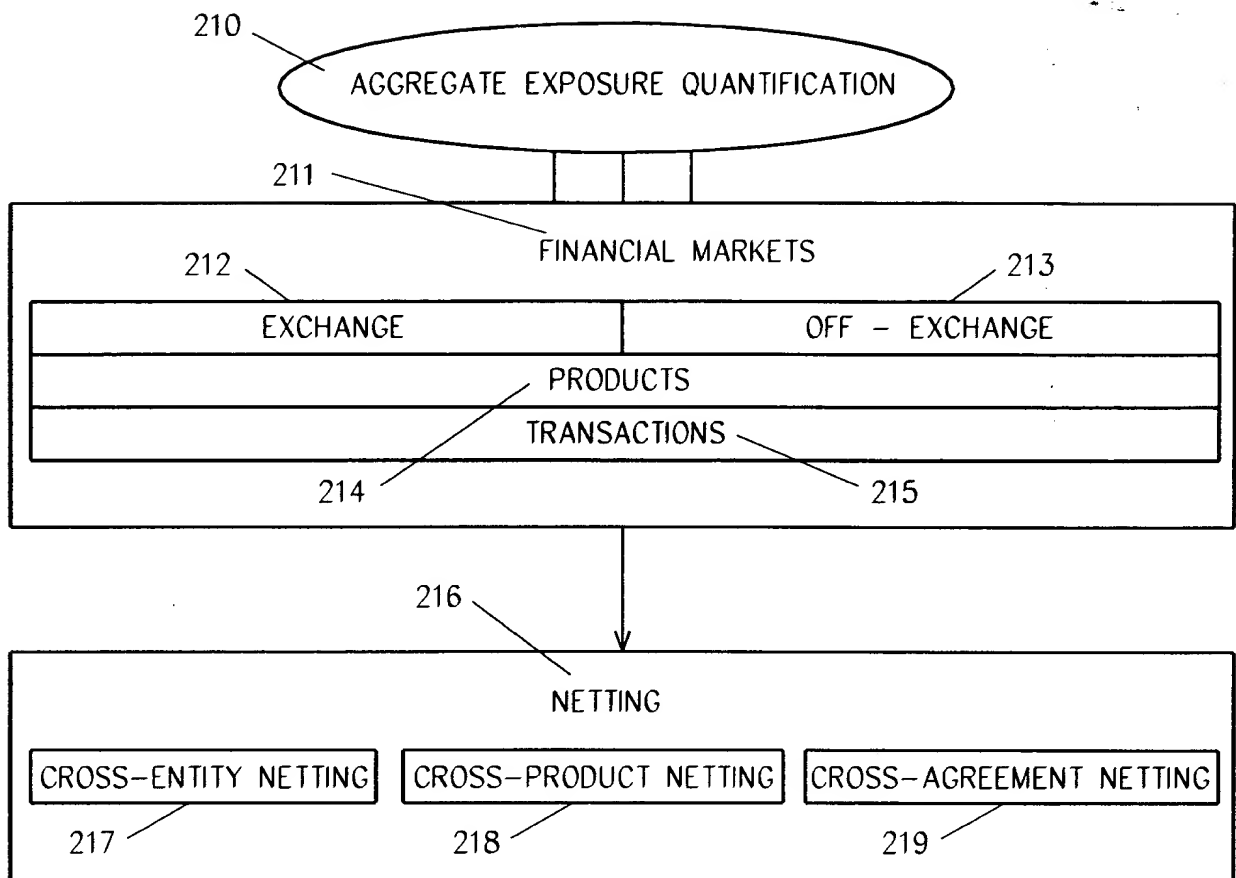 210
AGGREGATE EXPOSURE QUANTIFICATION
211
FINANCIAL MARKETS
212
213
EXCHANGE
OFF - EXCHANGE
PRODUCTS
TRANSACTIONS
214
215
216
NETTING
CROSS-ENTITY NETTING
CROSS-PRODUCT NETTING
CROSS-AGREEMENT NETTING
217
218
219